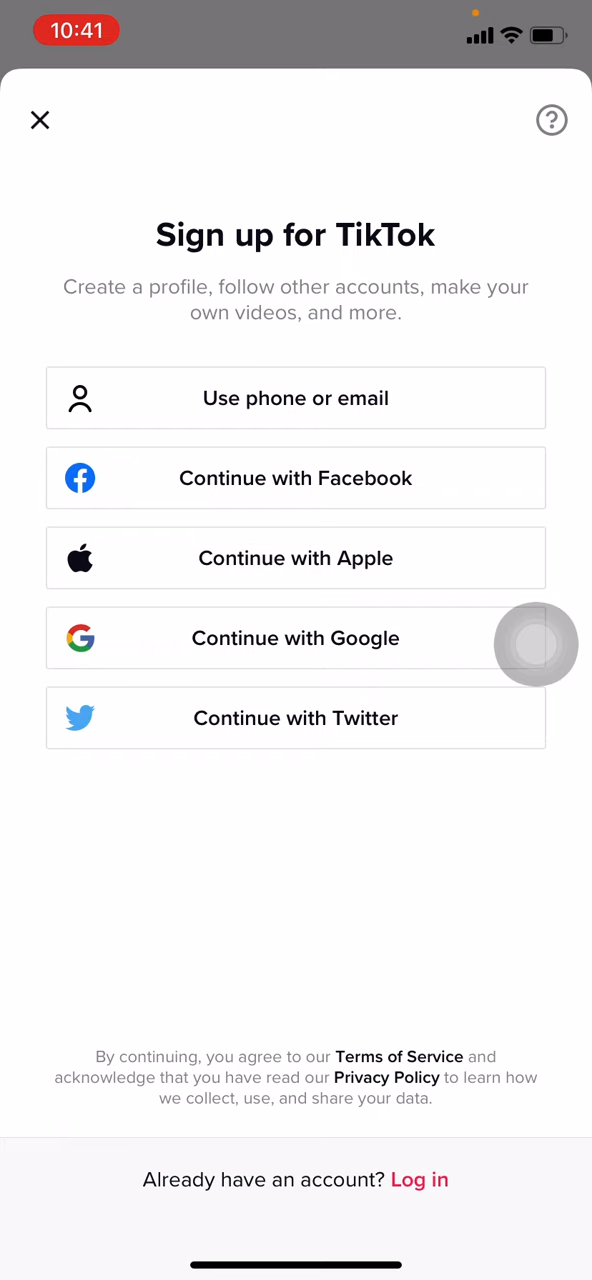 10:41
Sign up for TikTok
Create a profile, follow other accounts, make your
own videos, and more.
Use phone or email
Continue with Facebook
Continue with Apple
Continue with Google
Continue with Twitter
By continuing, you agree to our Terms of Service and
acknowledge that you have read our Privacy Policy to learn how
we collect, use, and share your data.
Already have an account? Log in